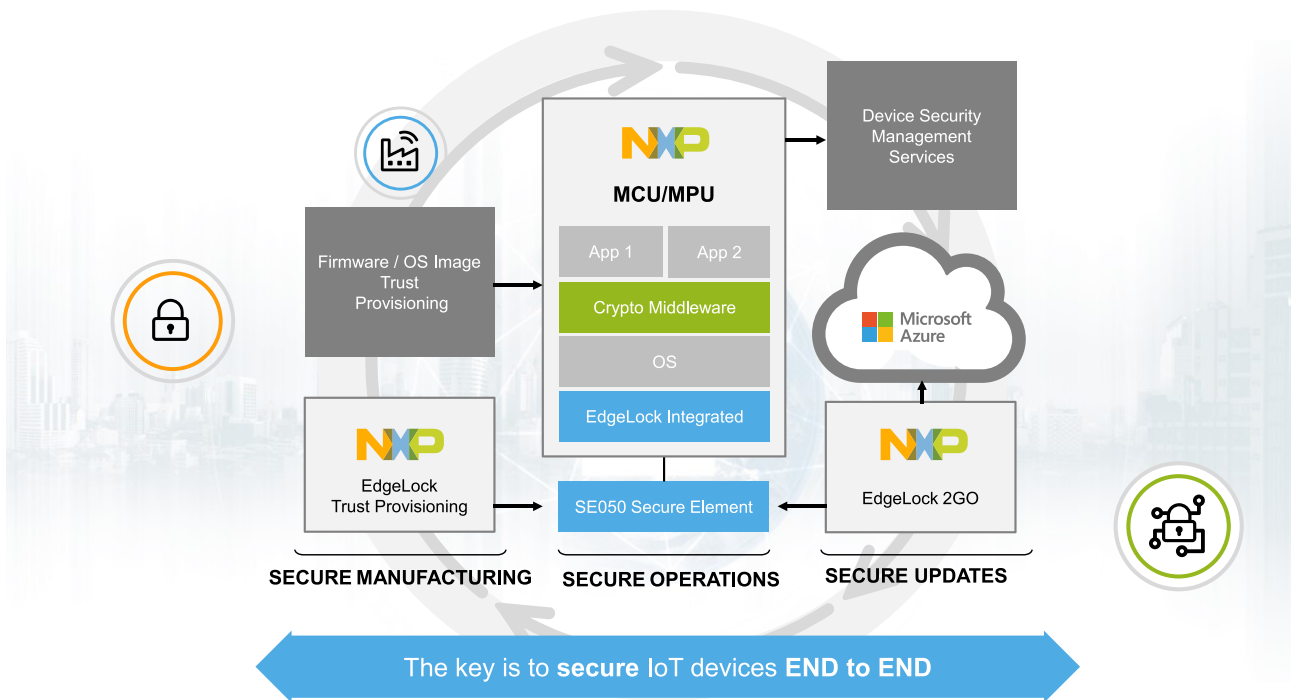 Firmware / OS Image
Trust
Provisioning
NXP
EdgeLock
Trust Provisioning
SECURE MANUFACTURING
NXP
MCU/MPU
App 1
App 2
Crypto Middleware
OS
EdgeLock Integrated
SE050 Secure Element
SECURE OPERATIONS
Device Security
Management
Services
Microsoft
Azure
NXP
EdgeLock 2GO
SECURE UPDATES
The key is to secure IoT devices END to END